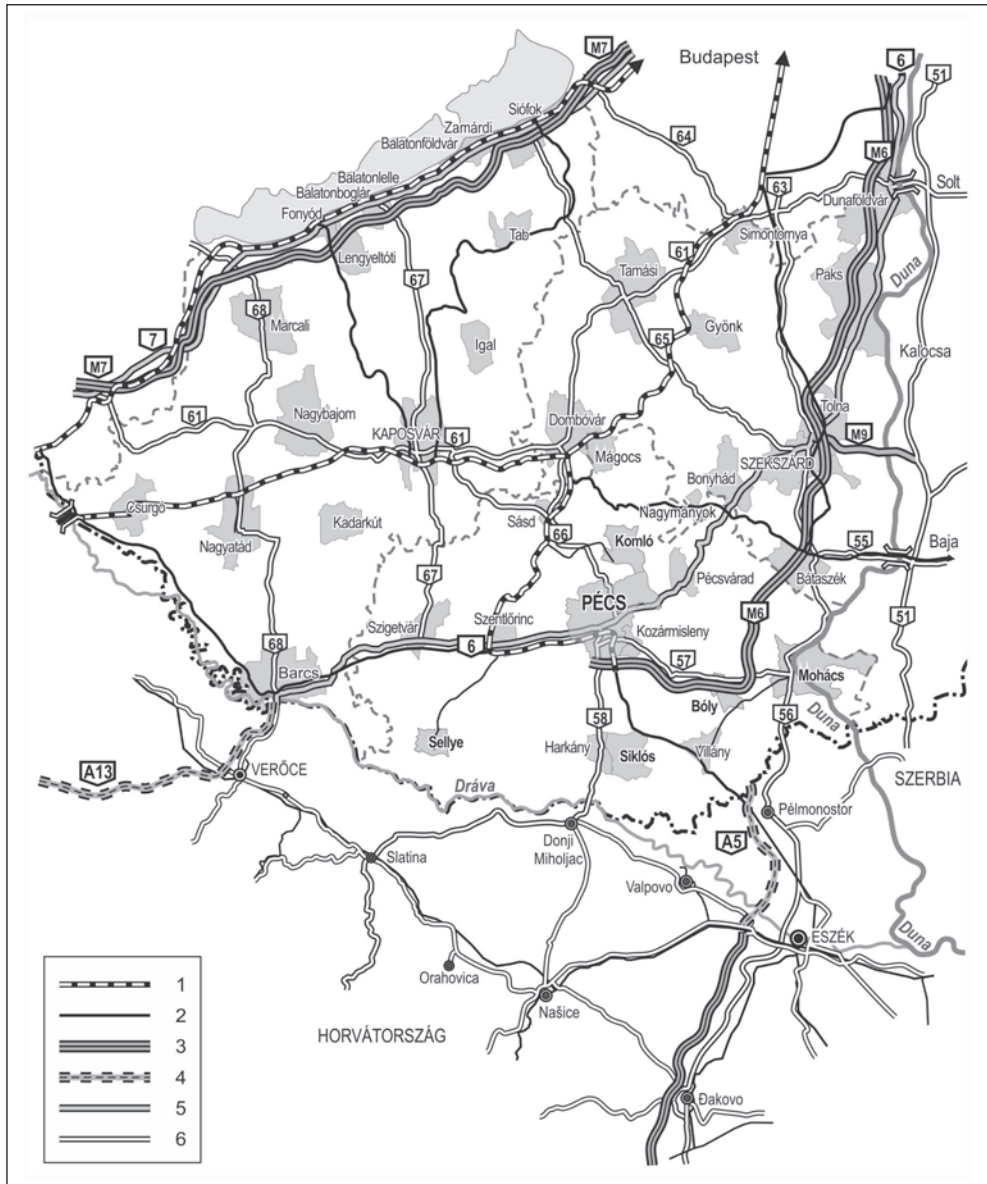 M7
Budapest
6
51
Siófok
Zamárdi
Balatonföldvár
64
M6
Balatonlelle
Balatonboglár
Fonyód
63
Solt
Dunaföldvár
Simontornya
Tab
61
Lengyeltóti
67
Tamási
Paks
Duna
68
Marcali
7
Igal
65
Gyönk
Kalocsa
M7
61
Nagybajom
KAPOSVÁR
61
Dombóvár
Tolna
M9
Mágocs
SZEKSZÁRD
Bonyhád
Csurgó
Kadarkút
Sásd
Nagymányok
Nagyatád
66
Komló
55
Baja
67
Pécsvárad
Bátaszék
PÉCS
M6
51
Szigetvár
Szentlőrinc
Kozármisleny
68
6
57
Barcs
Mohács
Bóly
58
56
Duna
Sellye
Harkány
Siklós
Villány
A13
VERŐCE
Dráva
SZERBIA
Pélmonostor
Donji
Miholjac
A5
Slatina
Valpovo
ESZÉK
Duna
Orahovica
Našice
HORVÁTORSZÁG
Đakovo
1
2
3
4
5
6